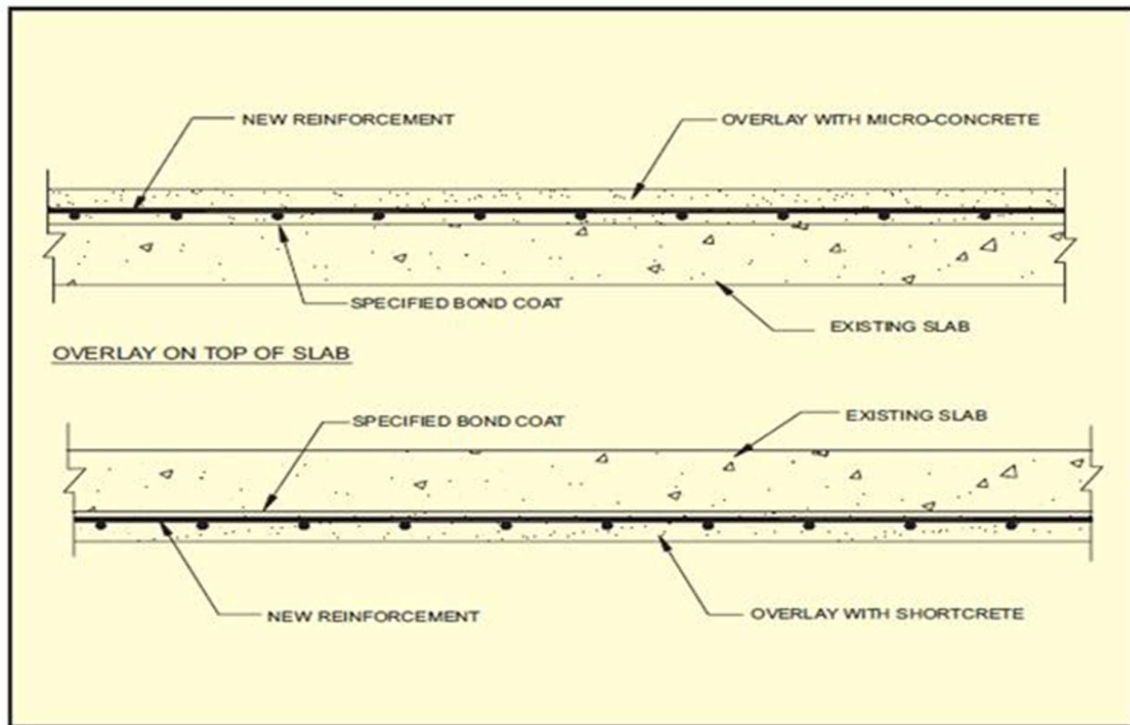 NEW REINFORCEMENT
OVERLAY WITH MICRO-CONCRETE
SPECIFIED BOND COAT
EXISTING SLAB
OVERLAY ON TOP OF SLAB
SPECIFIED BOND COAT
EXISTING SLAB
NEW REINFORCEMENT
OVERLAY WITH SHORTCRETE